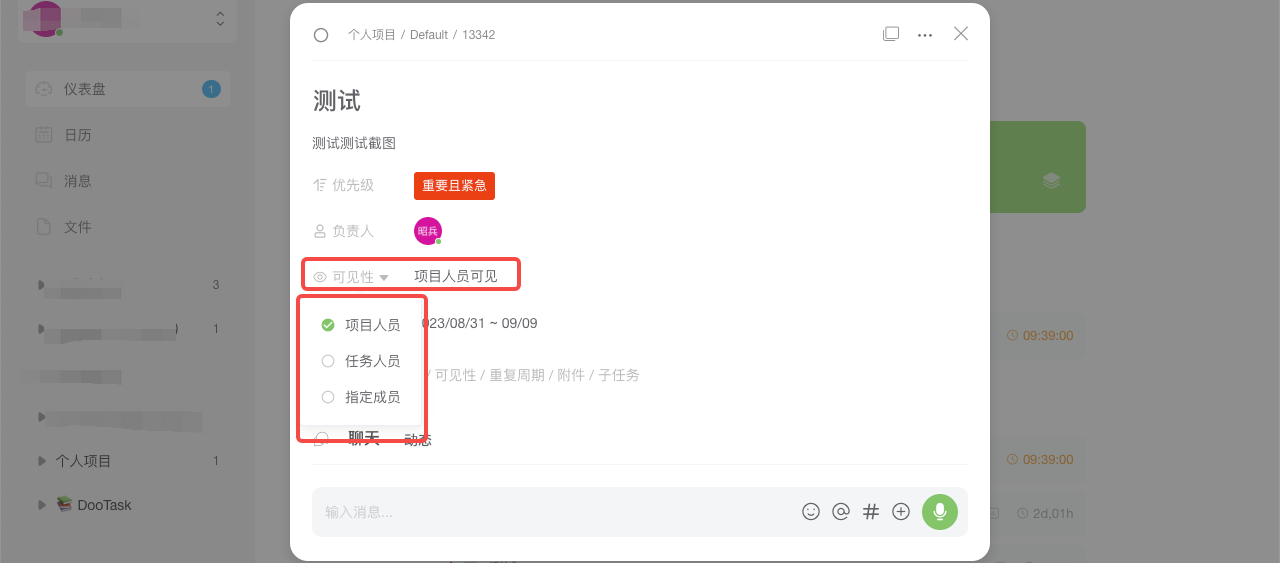 个人项目 / Default / 13342
仪表盘 1
日历
消息
文件
3
1
个人项目 1
DooTask
测试
测试测试截图
优先级 重要且紧急
负责人 昭兵
可见性 项目人员可见
项目人员
任务人员
指定成员
023/08/31 ~ 09/09
/ 可见性 / 重复周期 / 附件 / 子任务
聊天 动态
输入消息...
09:39:00
09:39:00
2d,01h